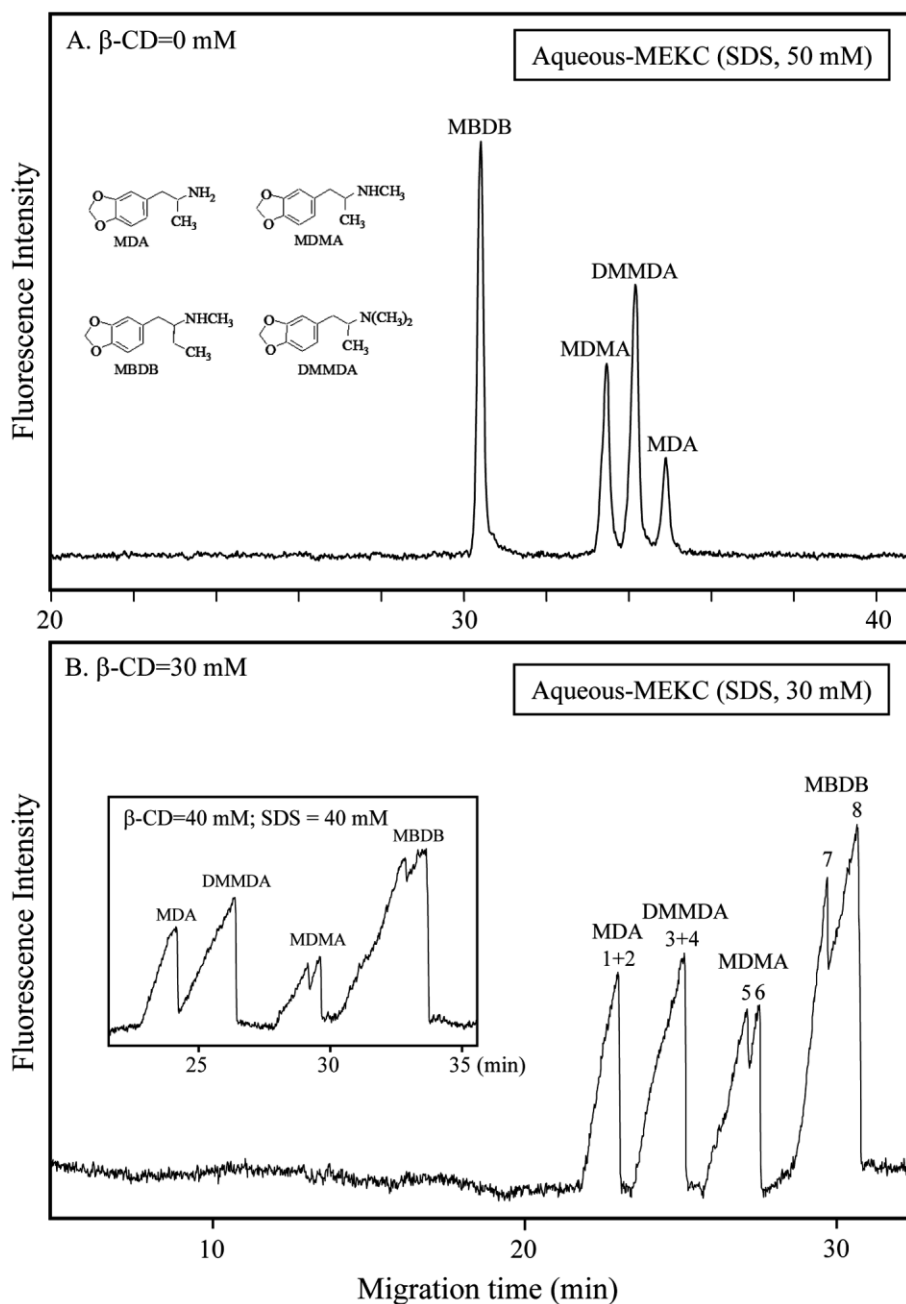 A. β-CD=0 mM
Aqueous-MEKC (SDS, 50 mM)
MBDB
O
O
NH2
CH3
MDA
O
O
NHCH3
CH3
MDMA
O
O
NHCH3
CH3
MBDB
O
O
N(CH3)2
CH3
DMMDA
DMMDA
MDMA
MDA
Fluorescence Intensity
20 30 40
B. β-CD=30 mM
Aqueous-MEKC (SDS, 30 mM)
β-CD=40 mM; SDS = 40 mM
MDA
DMMDA
MDMA
MBDB
25 30 35 (min)
MBDB
8
7
DMMDA
3+4
MDA
1+2
MDMA
5 6
Fluorescence Intensity
10 20 30
Migration time (min)